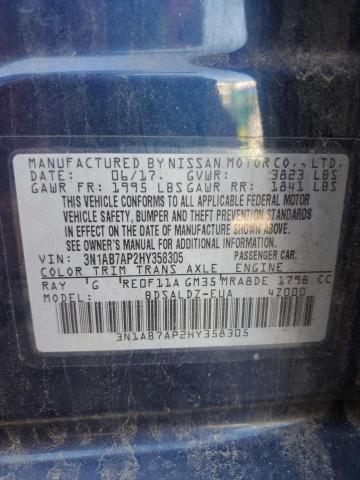 MANUFACTURED BY NISSAN MOTOR CO., LTD.
DATE: 06/17. GVWR: 3823 LBS
GAWR FR: 1995 LBS GAWR RR: 1841 LBS
THIS VEHICLE CONFORMS TO ALL APPLICABLE FEDERAL MOTOR
VEHICLE SAFETY, BUMPER AND THEFT PREVENTION STANDARDS
IN EFFECT ON THE DATE OF MANUFACTURE SHOWN ABOVE.
SEE OWNER'S MANUAL FOR ADDITIONAL INFORMATION.
VIN: 3N1AB7AP2HY358305 PASSENGER CAR.
COLOR TRIM TRANS AXLE ENGINE
RAY G RE0F11A GM35 MRA8DE 1798 CC
MODEL: BDSALDZ-EUA 4Z000
3N1AB7AP2HY358305